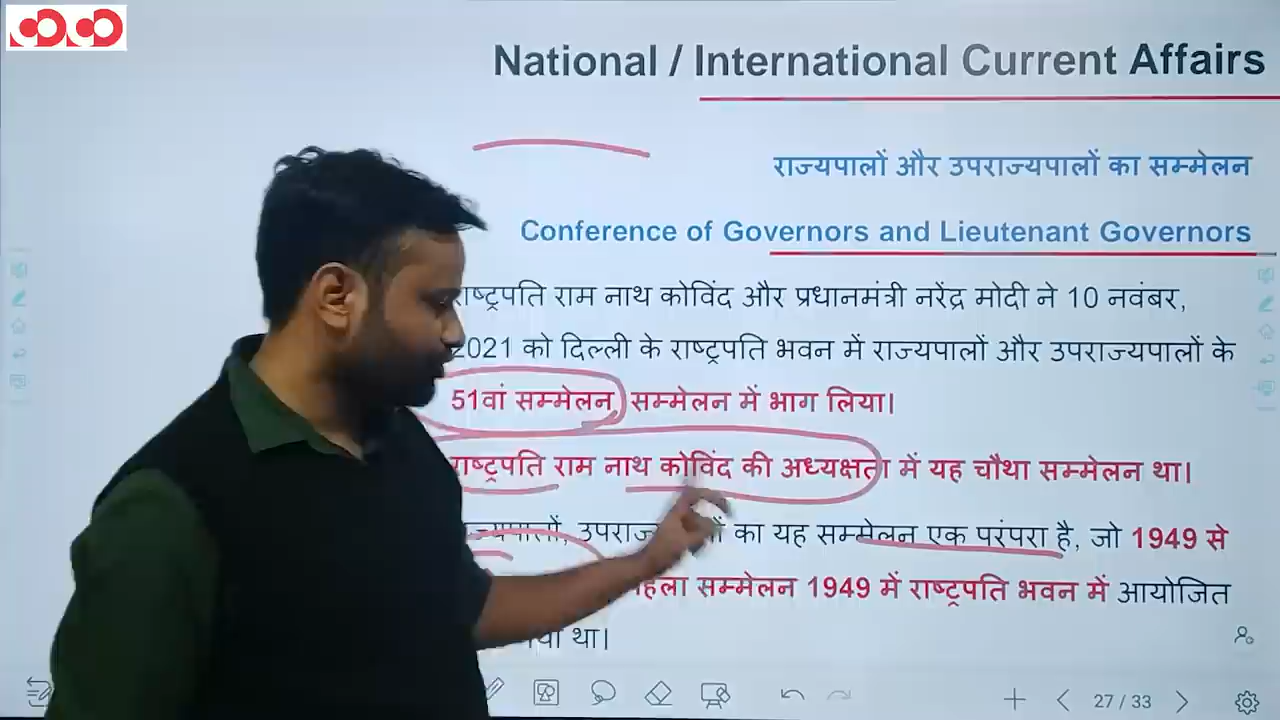 National / International Current Affairs
राज्यपालों और उपराज्यपालों का सम्मेलन
Conference of Governors and Lieutenant Governors
राष्ट्रपति राम नाथ कोविंद और प्रधानमंत्री नरेंद्र मोदी ने 10 नवंबर,
2021 को दिल्ली के राष्ट्रपति भवन में राज्यपालों और उपराज्यपालों के
51वां सम्मेलन, सम्मेलन में भाग लिया।
राष्ट्रपति राम नाथ कोविंद की अध्यक्षता में यह चौथा सम्मेलन था।
का यह सम्मेलन एक परंपरा है, जो 1949 से
सम्मेलन 1949 में राष्ट्रपति भवन में आयोजित
था।
27 / 33